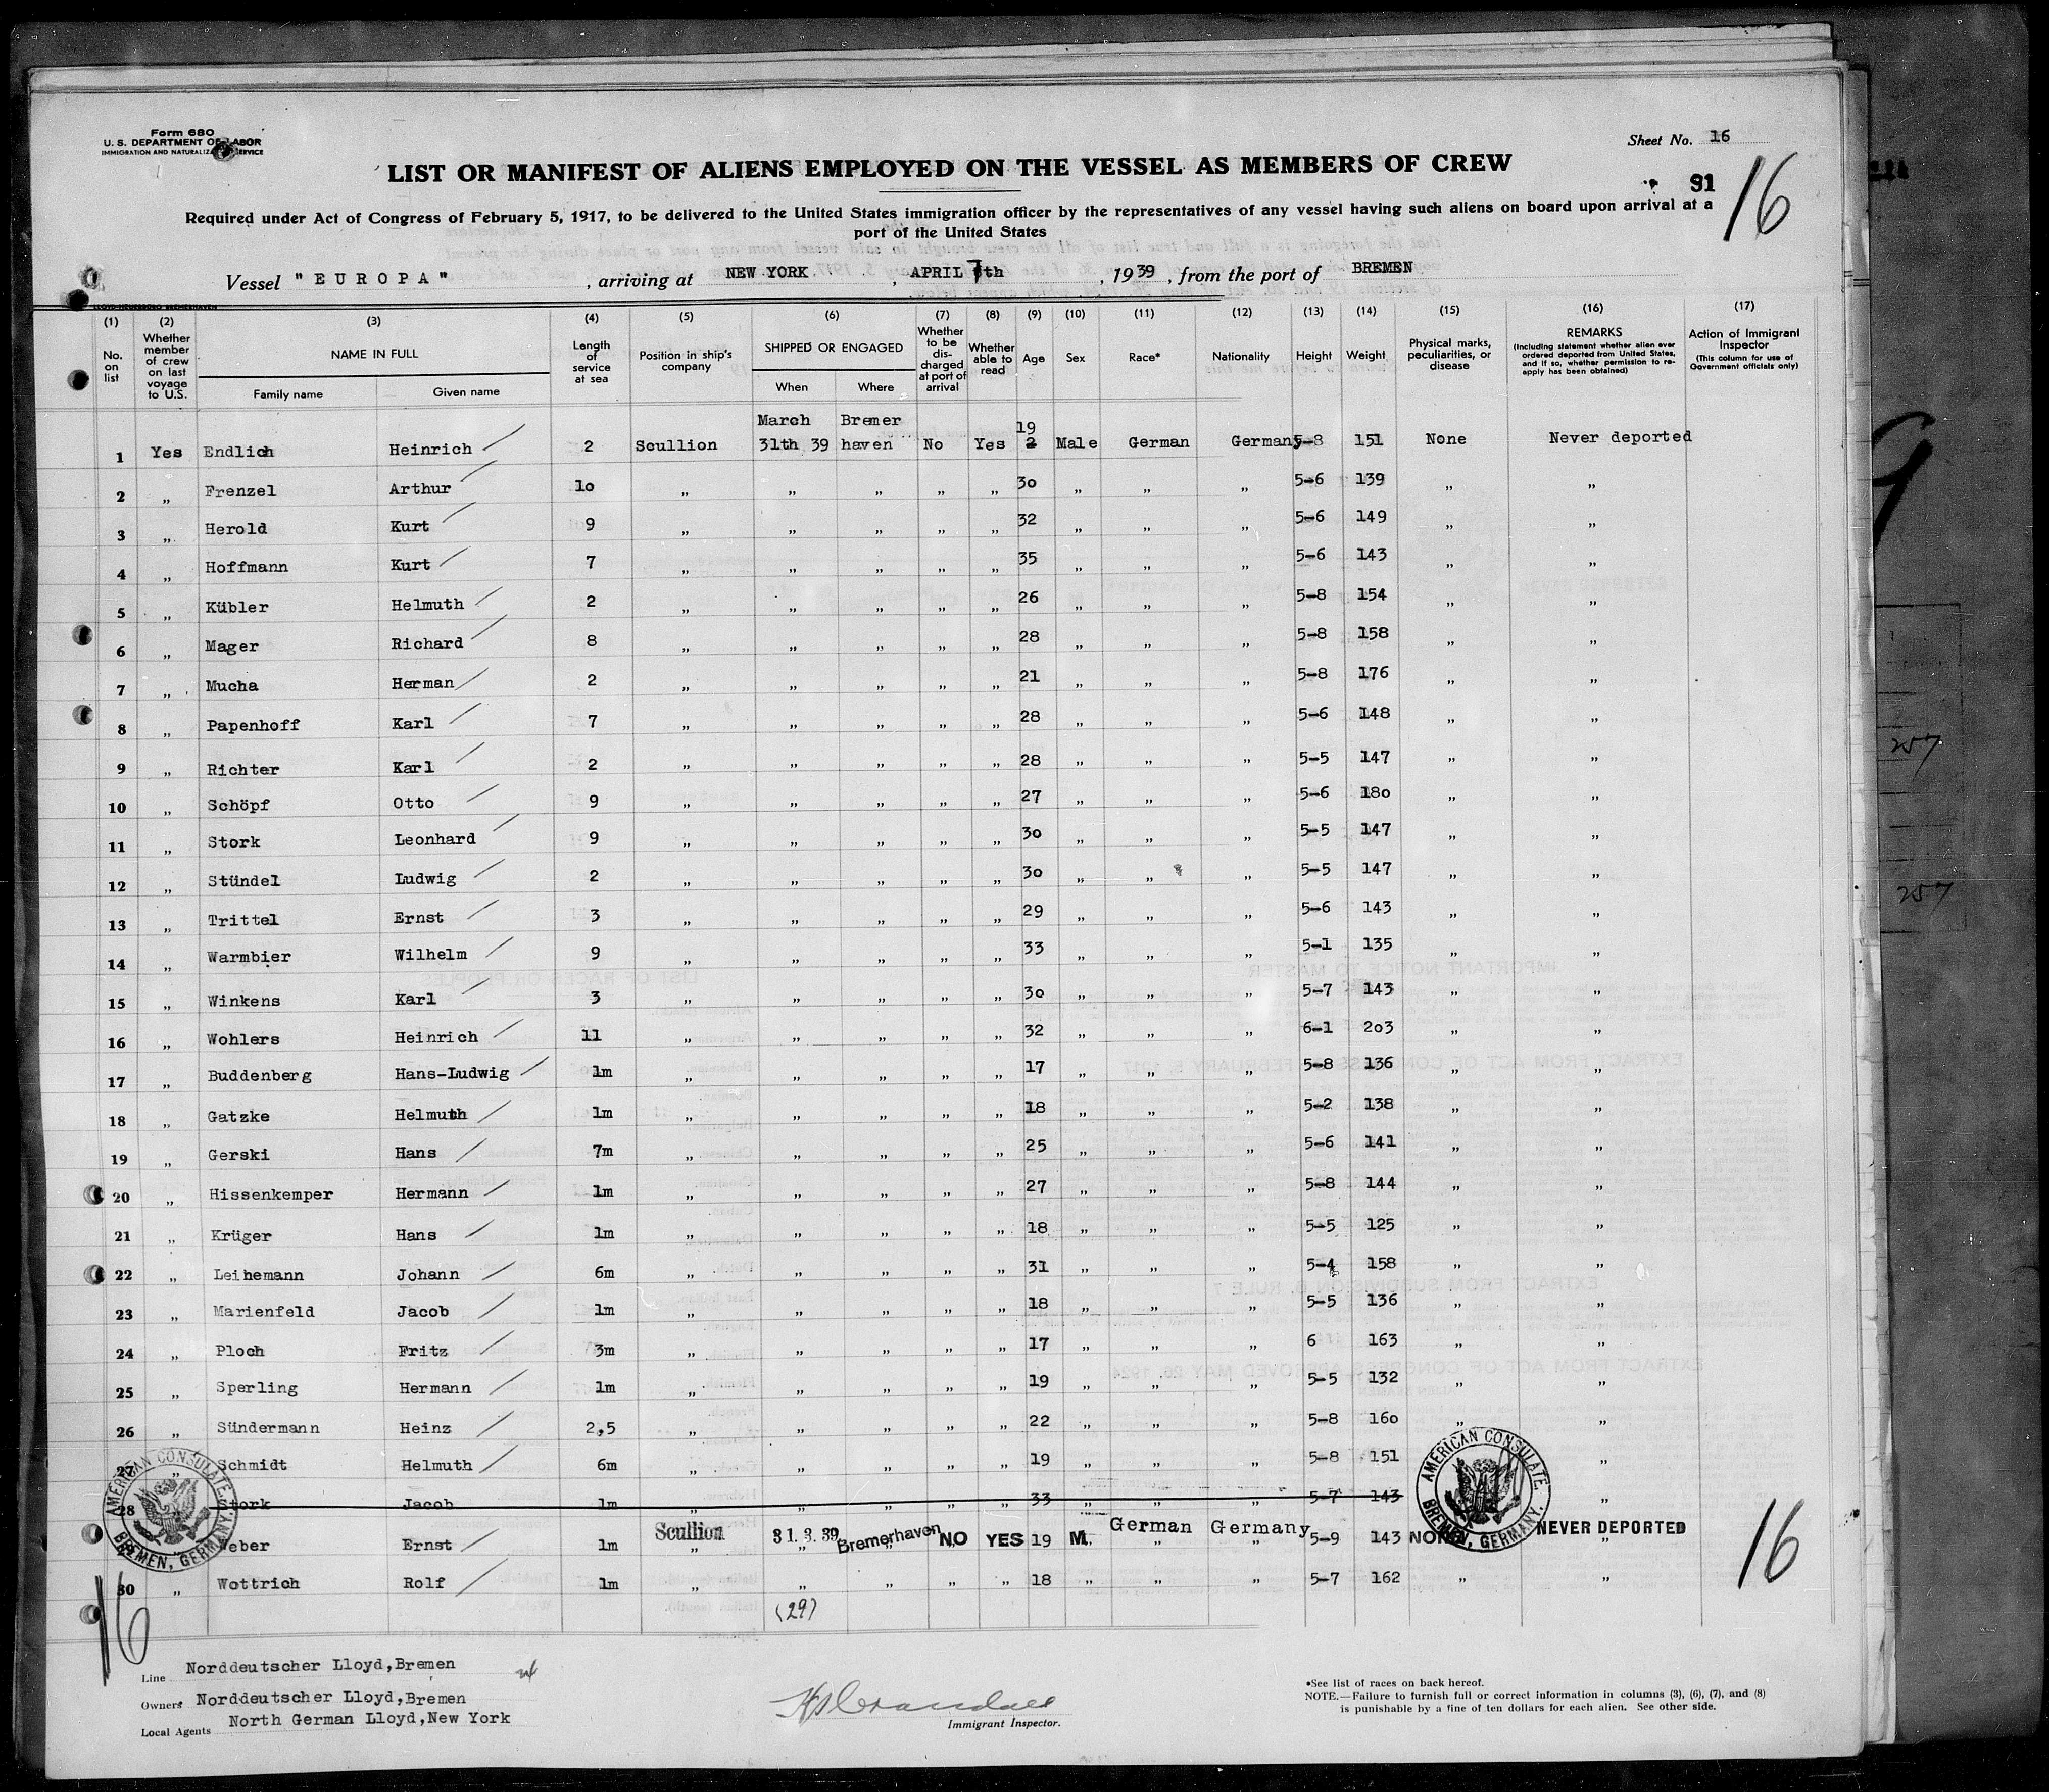 Form 680
U. S. DEPARTMENT OF LABOR
IMMIGRATION AND NATURALIZATION SERVICE
Sheet No. 16
LIST OR MANIFEST OF ALIENS EMPLOYED ON THE VESSEL AS MEMBERS OF CREW
91
16
Required under Act of Congress of February 5, 1917, to be delivered to the United States immigration officer by the representatives of any vessel having such aliens on board upon arrival at a
port of the United States
Vessel "EUROPA", arriving at NEW YORK, APRIL 7th, 1939, from the port of BREMEN
(1) (2) (3) (4) (5) (6) (7) (8) (9) (10) (11) (12) (13) (14) (15) (16) (17)
No. on list
Whether member of crew on last voyage to U.S.
NAME IN FULL
Family name
Given name
Length of service at sea
Position in ship's company
SHIPPED OR ENGAGED
When
Where
Whether to be discharged at port of arrival
Whether able to read
Age
Sex
Race*
Nationality
Height
Weight
Physical marks, peculiarities, or disease
REMARKS
(Including statement whether alien ever ordered deported from United States, and if so, whether permission to reapply has been obtained)
Action of Immigrant Inspector
(This column for use of Government officials only)
March Bremer 19
1 Yes Endlich Heinrich 2 Scullion 31th 39 haven No Yes 2 Male German Germany 5-8 151 None Never deported
2 „ Frenzel Arthur 1o „ „ „ „ „ 3o „ „ „ 5-6 139 „ „
3 „ Herold Kurt 9 „ „ „ „ „ 32 „ „ „ 5-6 149 „ „
4 „ Hoffmann Kurt 7 „ „ „ „ „ 35 „ „ „ 5-6 143 „ „
5 „ Kübler Helmuth 2 „ „ „ „ „ 26 „ „ „ 5-8 154 „ „
6 „ Mager Richard 8 „ „ „ „ „ 28 „ „ „ 5-8 158 „ „
7 „ Mucha Herman 2 „ „ „ „ „ 21 „ „ „ 5-8 176 „ „
8 „ Papenhoff Karl 7 „ „ „ „ „ 28 „ „ „ 5-6 148 „ „
9 „ Richter Karl 2 „ „ „ „ „ 28 „ „ „ 5-5 147 „ „
10 „ Schöpf Otto 9 „ „ „ „ „ 27 „ „ „ 5-6 18o „ „
11 „ Stork Leonhard 9 „ „ „ „ „ 3o „ „ „ 5-5 147 „ „
12 „ Stündel Ludwig 2 „ „ „ „ „ 3o „ „ „ 5-5 147 „ „
13 „ Trittel Ernst 3 „ „ „ „ „ 29 „ „ „ 5-6 143 „ „
14 „ Warmbier Wilhelm 9 „ „ „ „ „ 33 „ „ „ 5-1 135 „ „
15 „ Winkens Karl 3 „ „ „ „ „ 3o „ „ „ 5-7 143 „ „
16 „ Wohlers Heinrich 11 „ „ „ „ „ 32 „ „ „ 6-1 2o3 „ „
17 „ Buddenberg Hans-Ludwig 1m „ „ „ „ „ 17 „ „ „ 5-8 136 „ „
18 „ Gatzke Helmuth 1m „ „ „ „ „ 18 „ „ „ 5-2 138 „ „
19 „ Gerski Hans 7m „ „ „ „ „ 25 „ „ „ 5-6 141 „ „
20 „ Hissenkemper Hermann 1m „ „ „ „ „ 27 „ „ „ 5-8 144 „ „
21 „ Krüger Hans 1m „ „ „ „ „ 18 „ „ „ 5-5 125 „ „
22 „ Leihemann Johann 6m „ „ „ „ „ 31 „ „ „ 5-4 158 „ „
23 „ Marienfeld Jacob 1m „ „ „ „ „ 18 „ „ „ 5-5 136 „ „
24 „ Ploch Fritz 3m „ „ „ „ „ 17 „ „ „ 6 163 „ „
25 „ Sperling Hermann 1m „ „ „ „ „ 19 „ „ „ 5-5 132 „ „
26 „ Sündermann Heinz 2,5 „ „ „ „ „ 22 „ „ „ 5-8 16o „ „
27 „ Schmidt Helmuth 6m „ „ „ „ „ 19 „ „ „ 5-8 151 „
28 Stork Jacob 1m „ „ „ „ „ 33 „ „ „ 5-7 143 „
Weber Ernst 1m Scullion 31.3.39 Bremerhaven NO YES 19 M. German Germany 5-9 143 NONE NEVER DEPORTED
30 „ Wottrich Rolf 1m „ „ „ „ „ 18 „ „ „ 5-7 162 „ „
AMERICAN CONSULATE. BREMEN, GERMANY.
AMERICAN CONSULATE. BREMEN, GERMANY.
(29)
16
16
Line Norddeutscher Lloyd,Bremen
Owners Norddeutscher Lloyd,Bremen
Local Agents North German Lloyd,New York
Immigrant Inspector.
*See list of races on back hereof.
NOTE.—Failure to furnish full or correct information in columns (3), (6), (7), and (8)
is punishable by a fine of ten dollars for each alien. See other side.
257
257